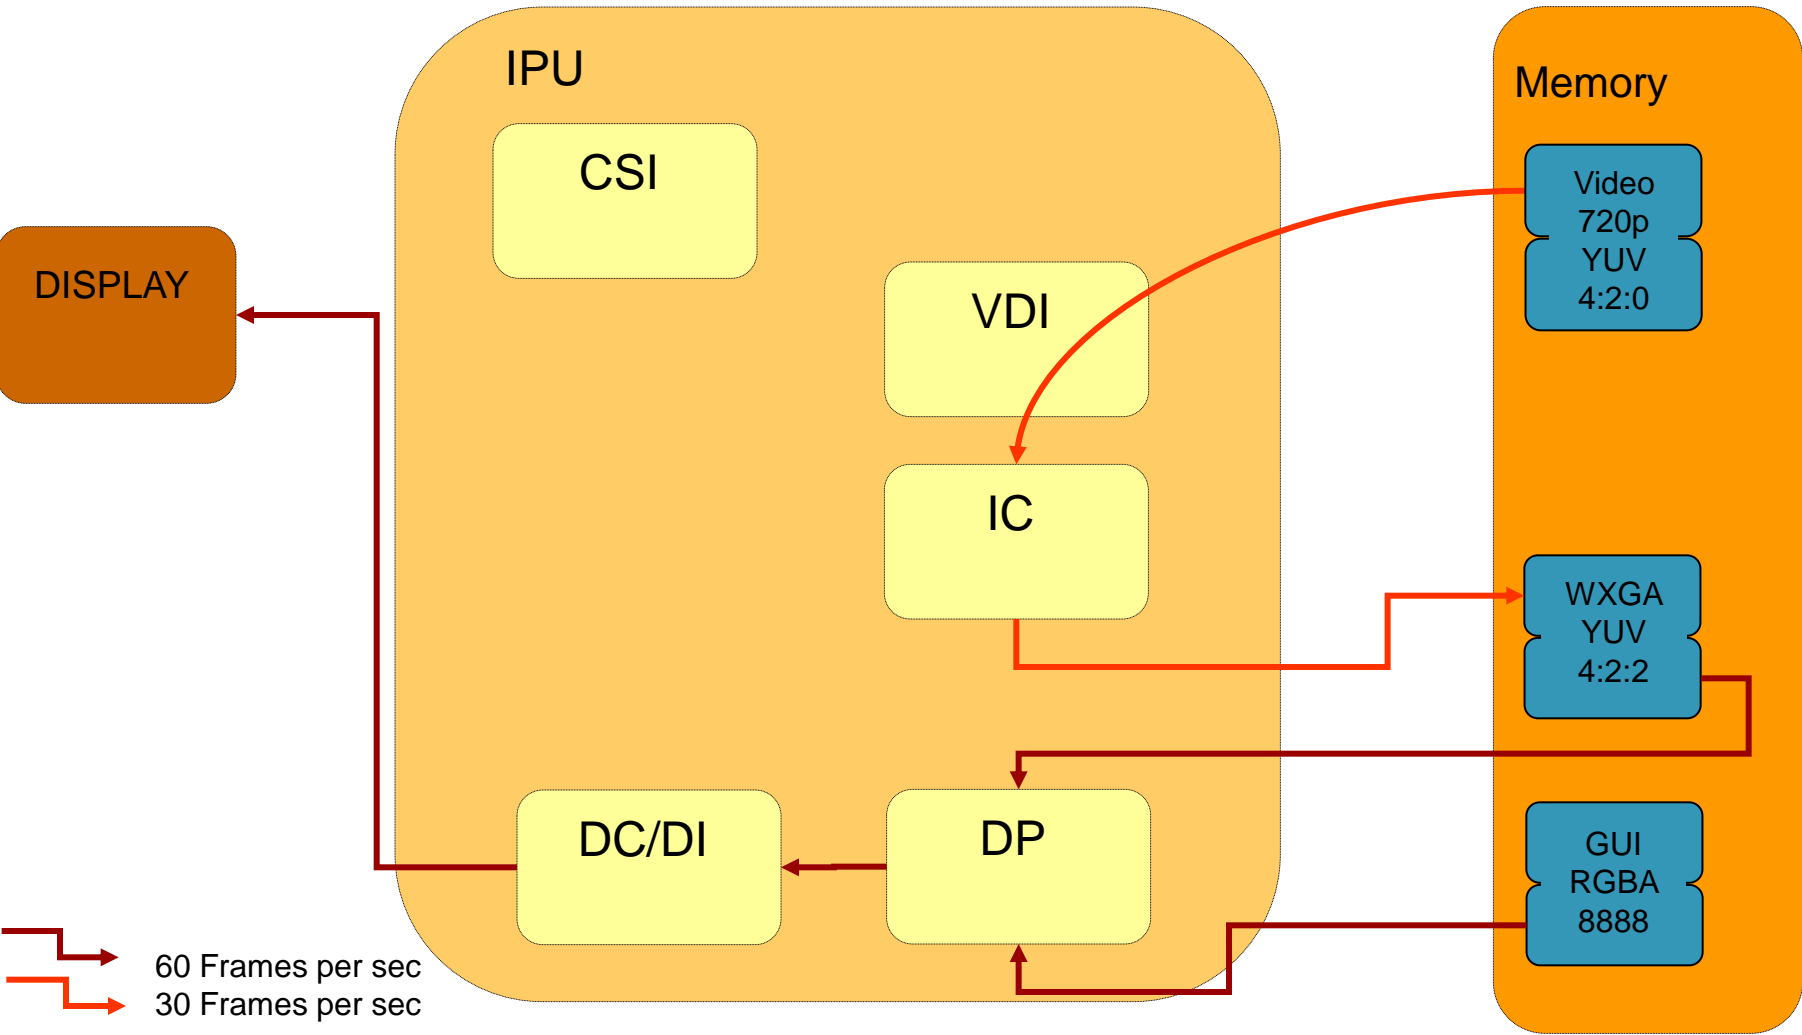 IPU
Memory
CSI
Video
720p
YUV
4:2:0
DISPLAY
VDI
IC
WXGA
YUV
4:2:2
DC/DI
DP
GUI
RGBA
8888
60 Frames per sec
30 Frames per sec